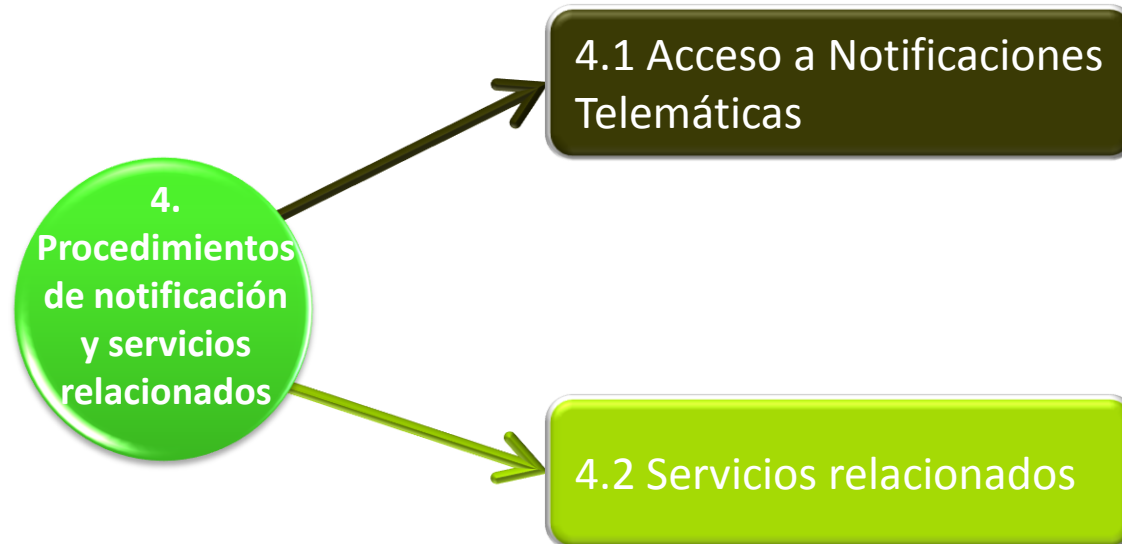 4.1 Acceso a Notificaciones
Telemáticas
4.
Procedimientos
de notificación
y servicios
relacionados
4.2 Servicios relacionados